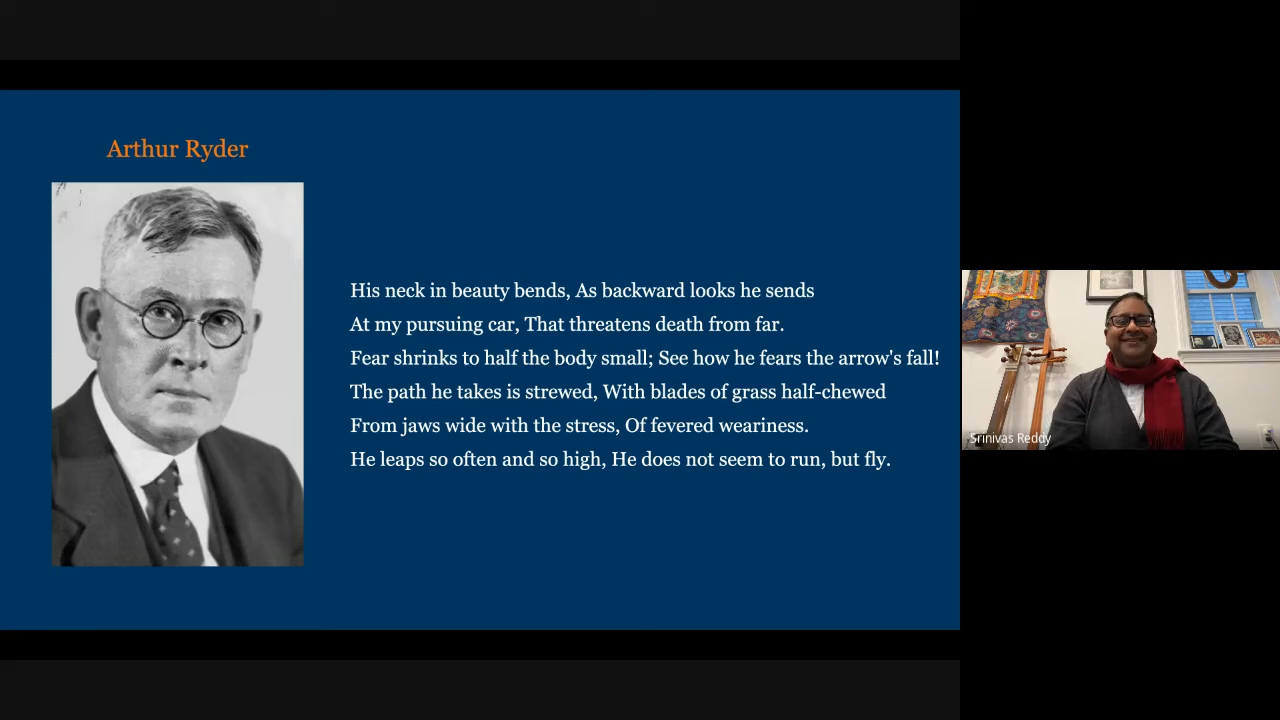 Arthur Ryder
His neck in beauty bends, As backward looks he sends
At my pursuing car, That threatens death from far.
Fear shrinks to half the body small; See how he fears the arrow's fall!
The path he takes is strewed, With blades of grass half-chewed
From jaws wide with the stress, Of fevered weariness.
He leaps so often and so high, He does not seem to run, but fly.
Srinivas Reddy